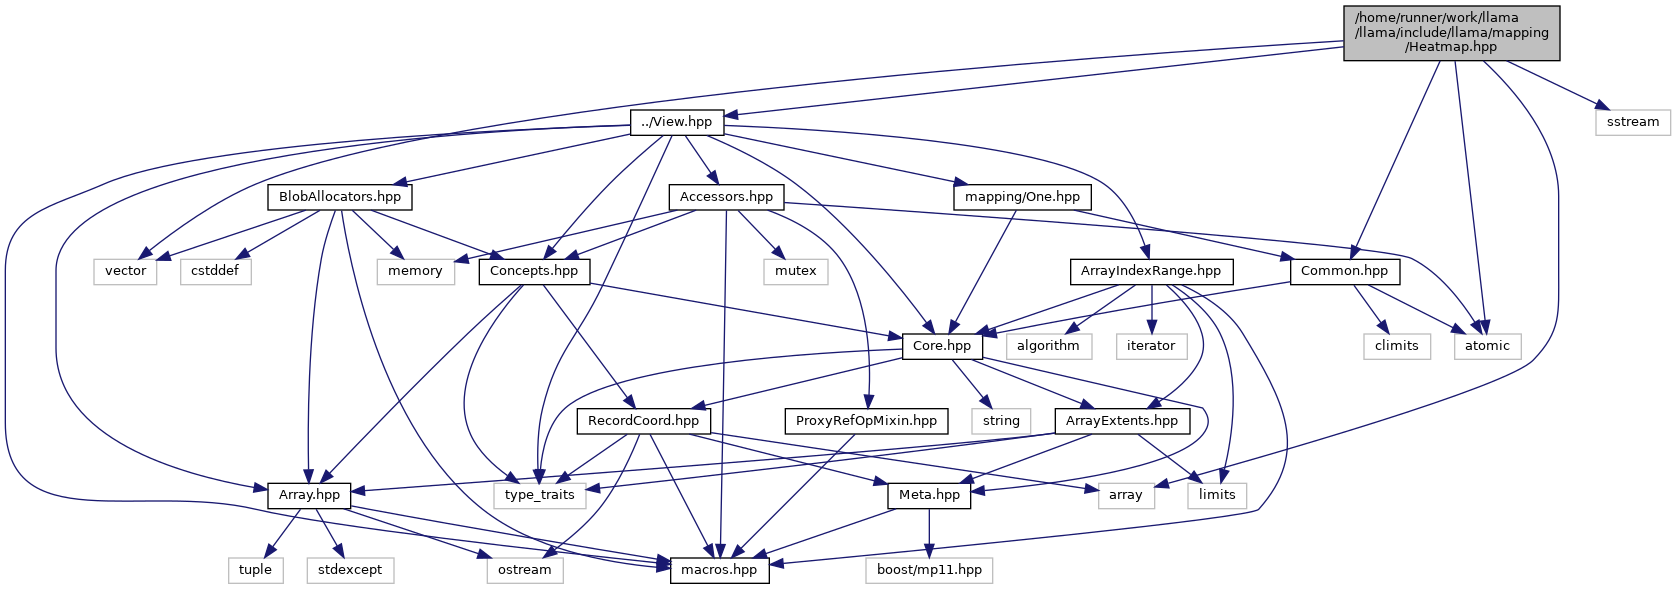 /home/runner/work/llama
/llama/include/llama/mapping
/Heatmap.hpp
../View.hpp
sstream
BlobAllocators.hpp
Accessors.hpp
mapping/One.hpp
vector
cstddef
memory
Concepts.hpp
mutex
ArrayIndexRange.hpp
Common.hpp
Core.hpp
algorithm
iterator
climits
atomic
RecordCoord.hpp
ProxyRefOpMixin.hpp
string
ArrayExtents.hpp
Array.hpp
type_traits
Meta.hpp
array
limits
tuple
stdexcept
ostream
macros.hpp
boost/mp11.hpp